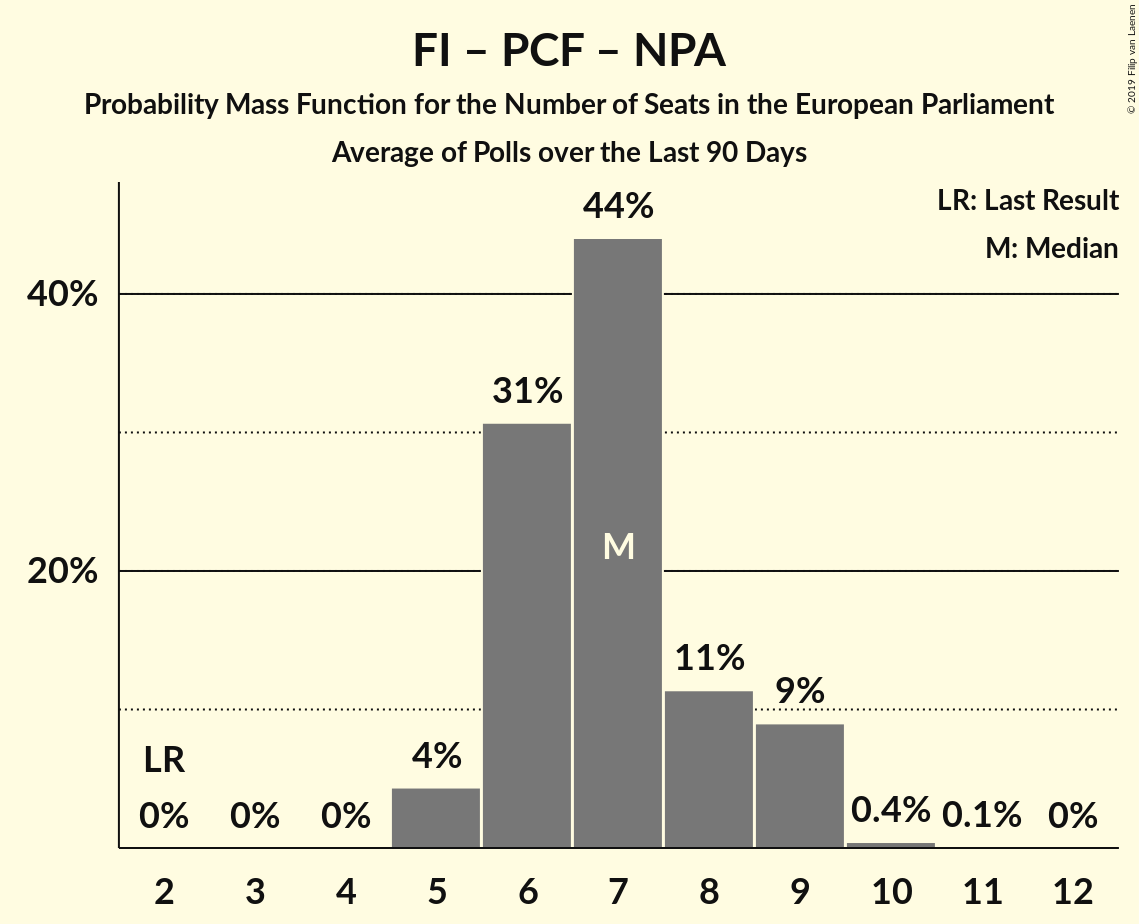 FI – PCF – NPA
Probability Mass Function for the Number of Seats in the European Parliament
Average of Polls over the Last 90 Days
© 2019 Filip van Laenen
LR: Last Result
M: Median
44%
40%
31%
M
20%
11%
9%
LR
4%
0% 0% 0% 0.4% 0.1% 0%
2 3 4 5 6 7 8 9 10 11 12